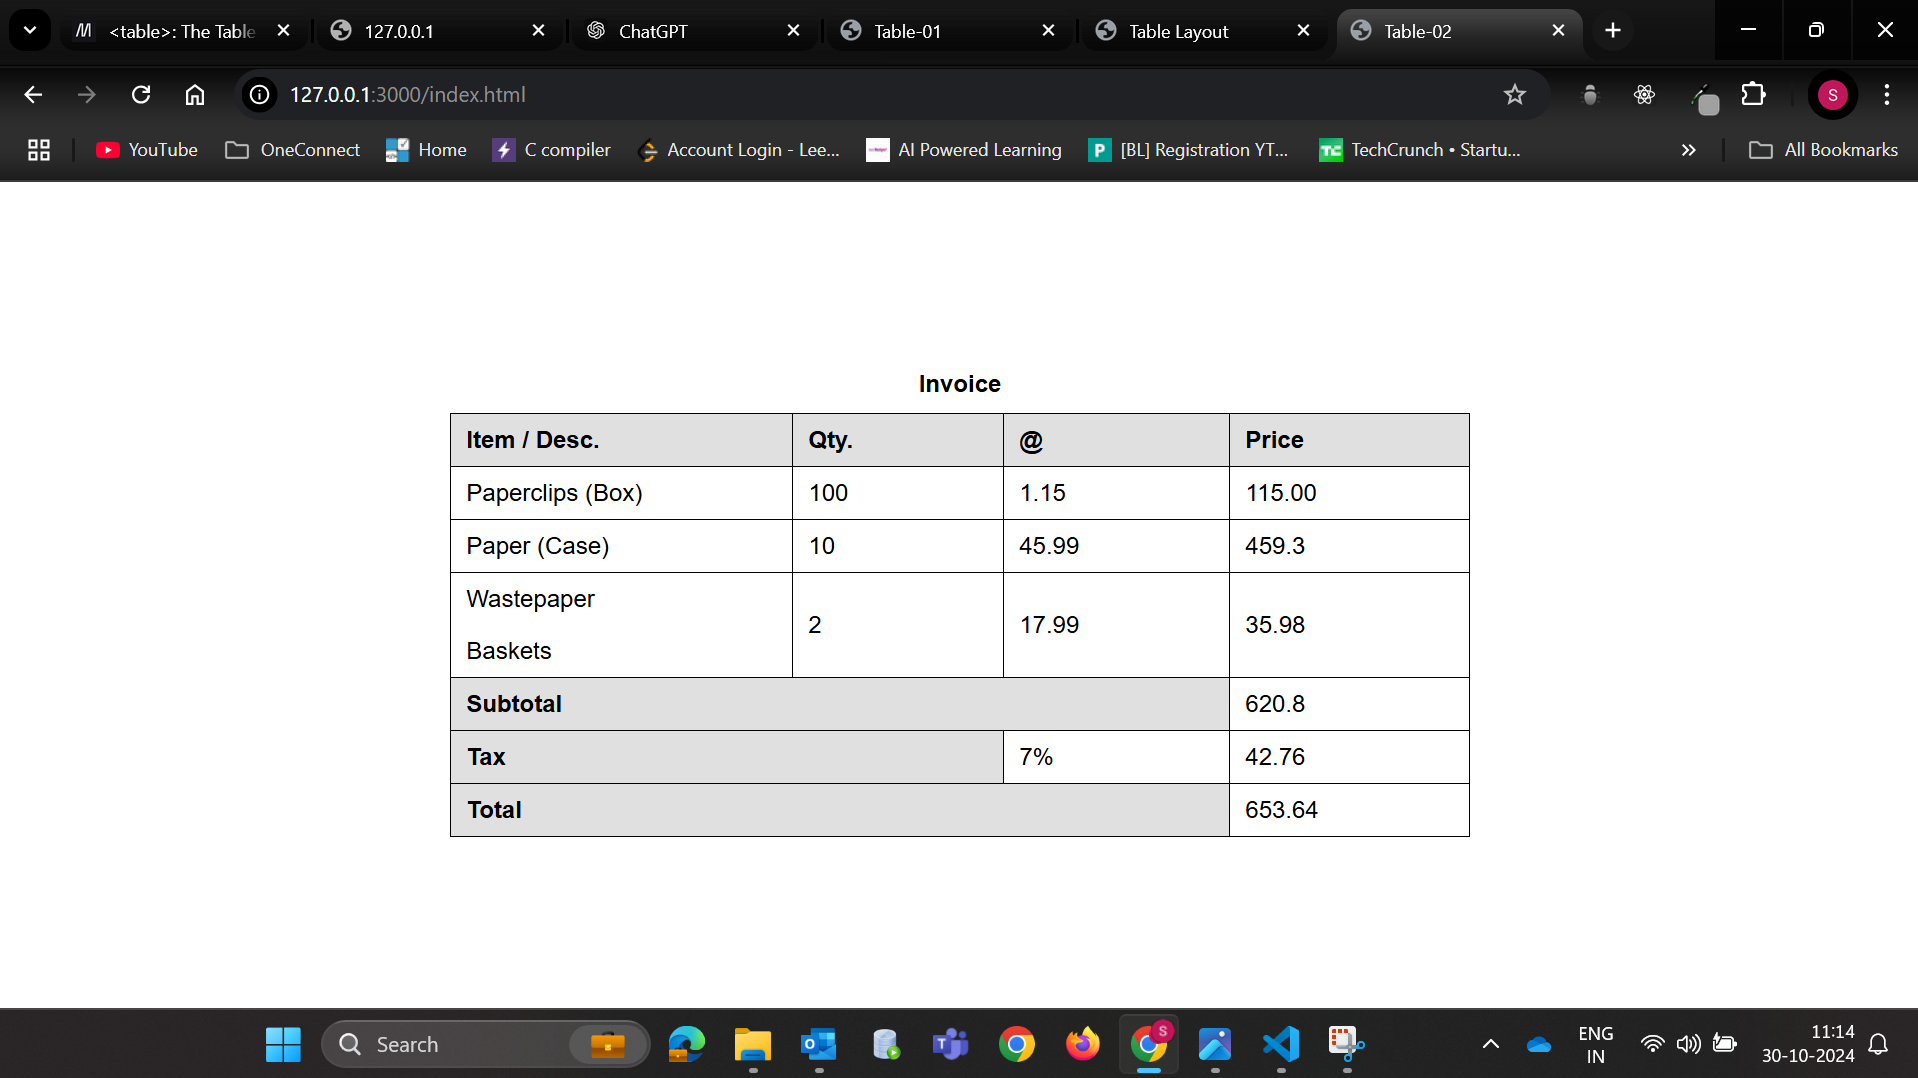 <table>: The Table
127.0.0.1
ChatGPT
Table-01
Table Layout
Table-02
127.0.0.1:3000/index.html
S
YouTube
OneConnect
Home
C compiler
Account Login - Lee...
AI Powered Learning
P
[BL] Registration YT...
TechCrunch • Startu...
All Bookmarks
Invoice
Item / Desc. Qty. @ Price
Paperclips (Box) 100 1.15 115.00
Paper (Case) 10 45.99 459.3
Wastepaper
Baskets 2 17.99 35.98
Subtotal 620.8
Tax 7% 42.76
Total 653.64
Search
S
ENG
IN
11:14
30-10-2024